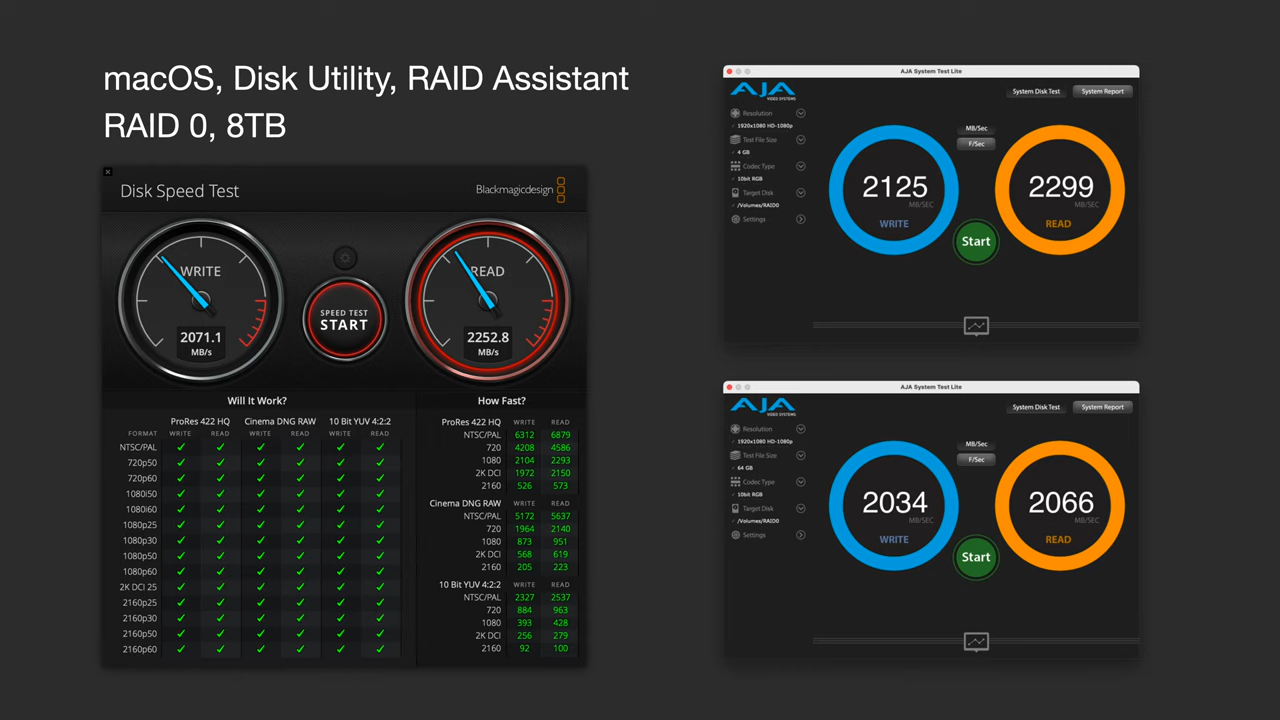 macOS, Disk Utility, RAID Assistant
RAID 0, 8TB
Disk Speed Test
Blackmagicdesign
WRITE
2071.1
MB/s
SPEED TEST
START
READ
2252.8
MB/s
Will It Work?
ProRes 422 HQ Cinema DNG RAW 10 Bit YUV 4:2:2
FORMAT WRITE READ WRITE READ WRITE READ
NTSC/PAL ✓ ✓ ✓ ✓ ✓ ✓
720p50 ✓ ✓ ✓ ✓ ✓ ✓
720p60 ✓ ✓ ✓ ✓ ✓ ✓
1080i50 ✓ ✓ ✓ ✓ ✓ ✓
1080i60 ✓ ✓ ✓ ✓ ✓ ✓
1080p25 ✓ ✓ ✓ ✓ ✓ ✓
1080p30 ✓ ✓ ✓ ✓ ✓ ✓
1080p50 ✓ ✓ ✓ ✓ ✓ ✓
1080p60 ✓ ✓ ✓ ✓ ✓ ✓
2K DCI 25 ✓ ✓ ✓ ✓ ✓ ✓
2160p25 ✓ ✓ ✓ ✓ ✓ ✓
2160p30 ✓ ✓ ✓ ✓ ✓ ✓
2160p50 ✓ ✓ ✓ ✓ ✓ ✓
2160p60 ✓ ✓ ✓ ✓ ✓ ✓
How Fast?
ProRes 422 HQ WRITE READ
NTSC/PAL 6312 6879
720 4208 4586
1080 2104 2293
2K DCI 1972 2150
2160 526 573
Cinema DNG RAW WRITE READ
NTSC/PAL 5172 5637
720 1964 2140
1080 873 951
2K DCI 568 619
2160 205 223
10 Bit YUV 4:2:2 WRITE READ
NTSC/PAL 2327 2537
720 884 963
1080 393 428
2K DCI 256 279
2160 92 100
AJA System Test Lite
AJA
VIDEO SYSTEMS
System Disk Test System Report
Resolution
✓ 1920x1080 HD-1080p
Test File Size
✓ 4 GB
Codec Type
✓ 10bit RGB
Target Disk
✓ /Volumes/RAID0
Settings
MB/Sec
F/Sec
2125
MB/SEC
WRITE
2299
MB/SEC
READ
Start
AJA System Test Lite
AJA
VIDEO SYSTEMS
System Disk Test System Report
Resolution
✓ 1920x1080 HD-1080p
Test File Size
✓ 64 GB
Codec Type
✓ 10bit RGB
Target Disk
✓ /Volumes/RAID0
Settings
MB/Sec
F/Sec
2034
MB/SEC
WRITE
2066
MB/SEC
READ
Start